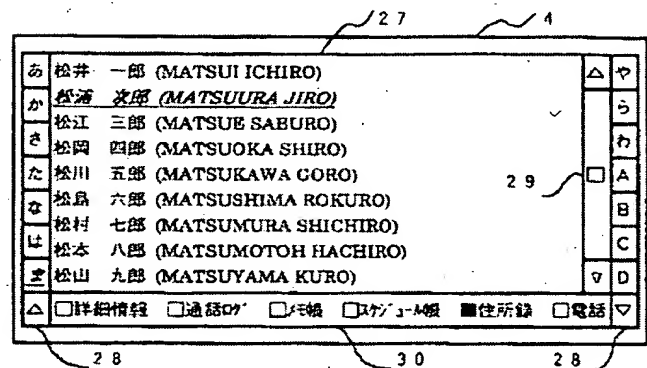 27 4
あ 松井 一郎 (MATSUI ICHIRO) △ や
か 松浦 次郎 (MATSUURA JIRO) ら
さ 松江 三郎 (MATSUE SABURO) わ
た 松岡 四郎 (MATSUOKA SHIRO) A
な 松川 五郎 (MATSUKAWA GORO) 29 B
は 松島 六郎 (MATSUSHIMA ROKURO) C
ま 松村 七郎 (MATSUMURA SHICHIRO) D
松本 八郎 (MATSUMOTOH HACHIRO)
松山 九郎 (MATSUYAMA KURO) ▽
△ □詳細情報 □通話ログ □メモ帳 □スケジュール帳 ■住所録 □電話 ▽
28 30 28